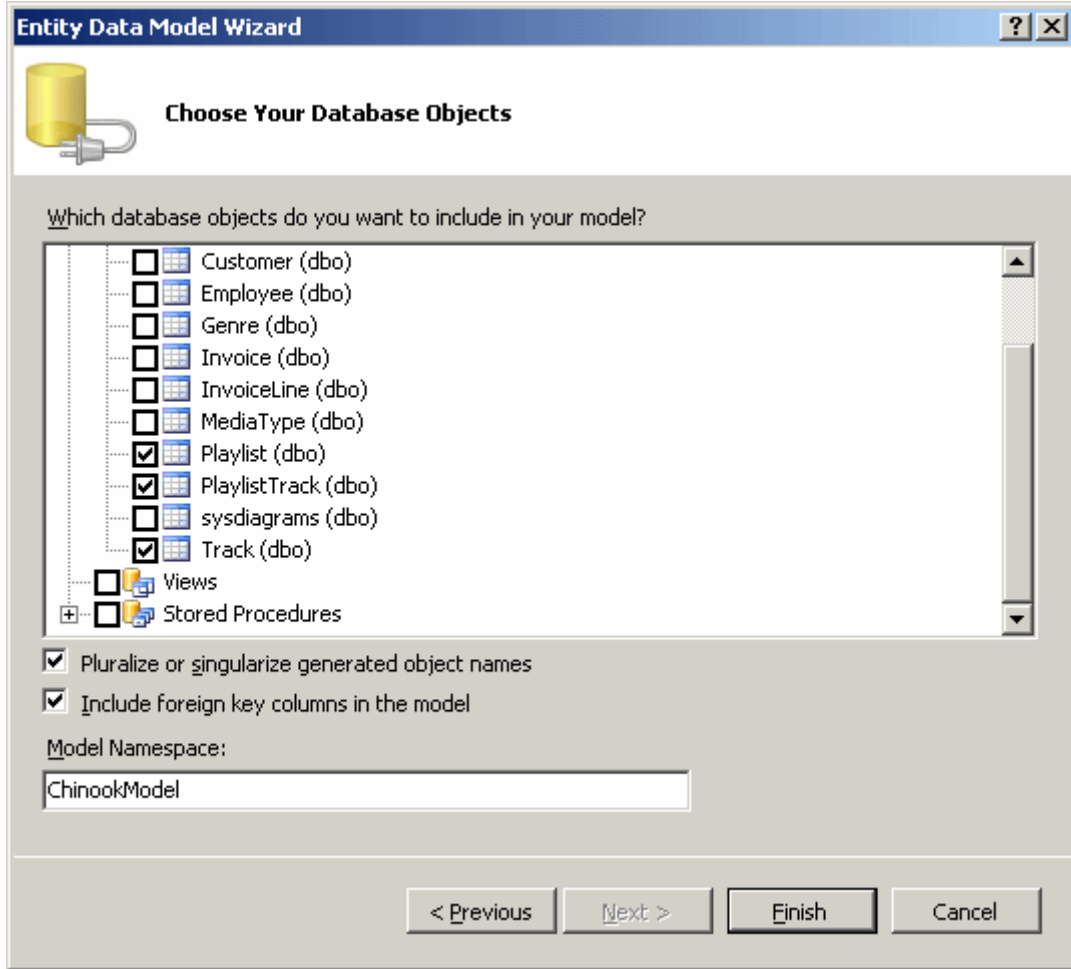 Entity Data Model Wizard
Choose Your Database Objects
Which database objects do you want to include in your model?
Customer (dbo)
Employee (dbo)
Genre (dbo)
Invoice (dbo)
InvoiceLine (dbo)
MediaType (dbo)
Playlist (dbo)
PlaylistTrack (dbo)
sysdiagrams (dbo)
Track (dbo)
Views
Stored Procedures
Pluralize or singularize generated object names
Include foreign key columns in the model
Model Namespace:
ChinookModel
< Previous Next > Finish Cancel